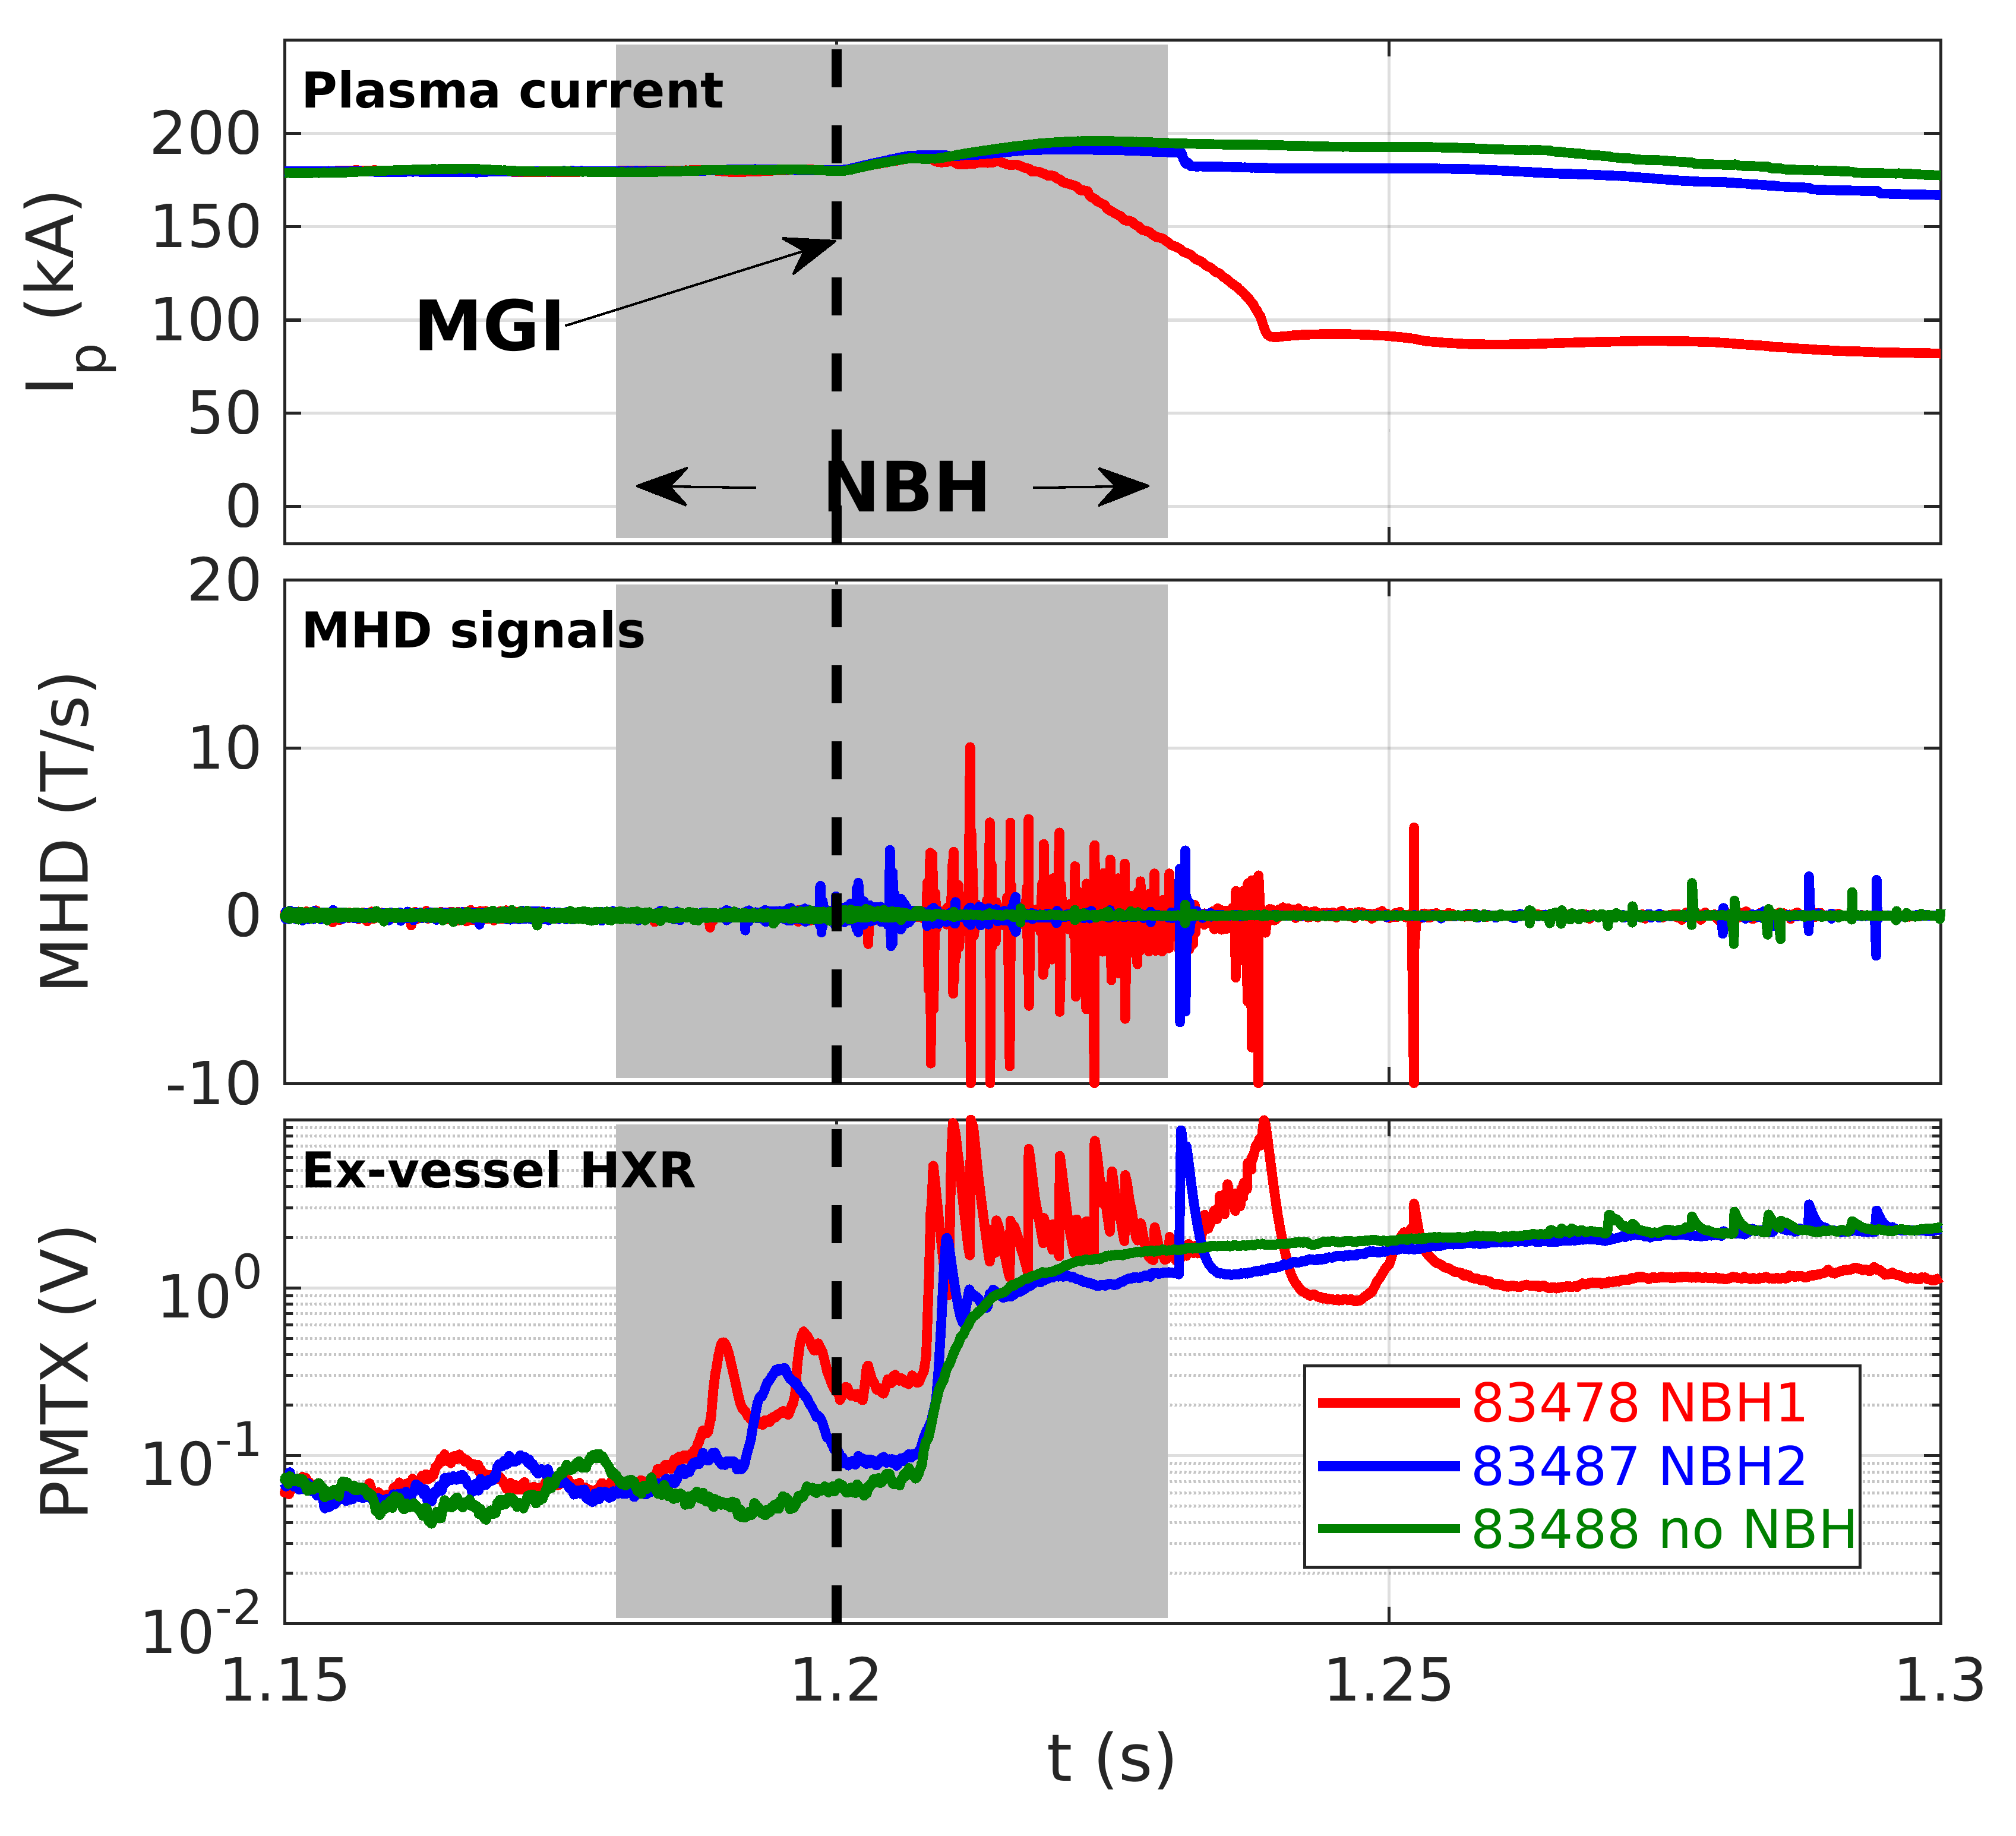 Plasma current
200
150
100
50
0
I_p (kA)
MGI
NBH
MHD signals
20
10
0
-10
MHD (T/s)
Ex-vessel HXR
10^0
10^-1
10^-2
PMTX (V)
83478 NBH1
83487 NBH2
83488 no NBH
1.15 1.2 1.25 1.3
t (s)